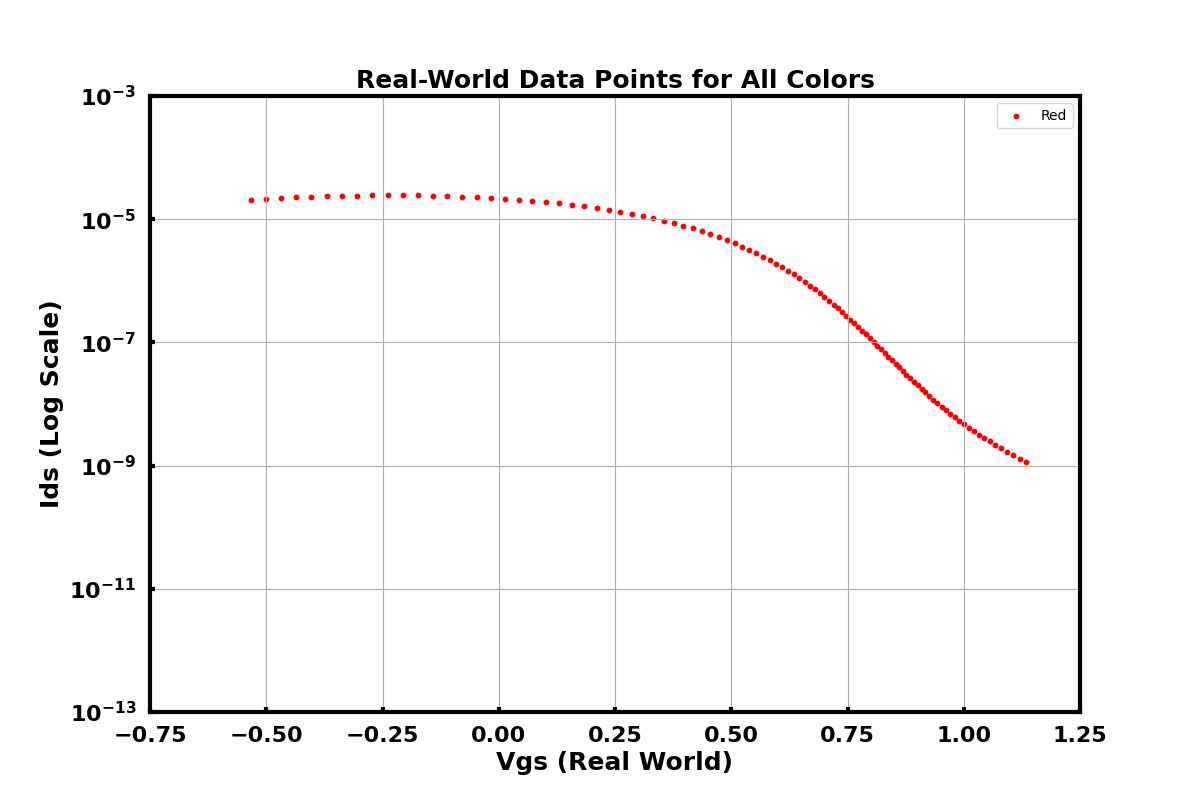 Real-World Data Points for All Colors
10⁻³
Red
10⁻⁵
Ids (Log Scale)
10⁻⁷
10⁻⁹
10⁻¹¹
10⁻¹³
−0.75 −0.50 −0.25 0.00 0.25 0.50 0.75 1.00 1.25
Vgs (Real World)